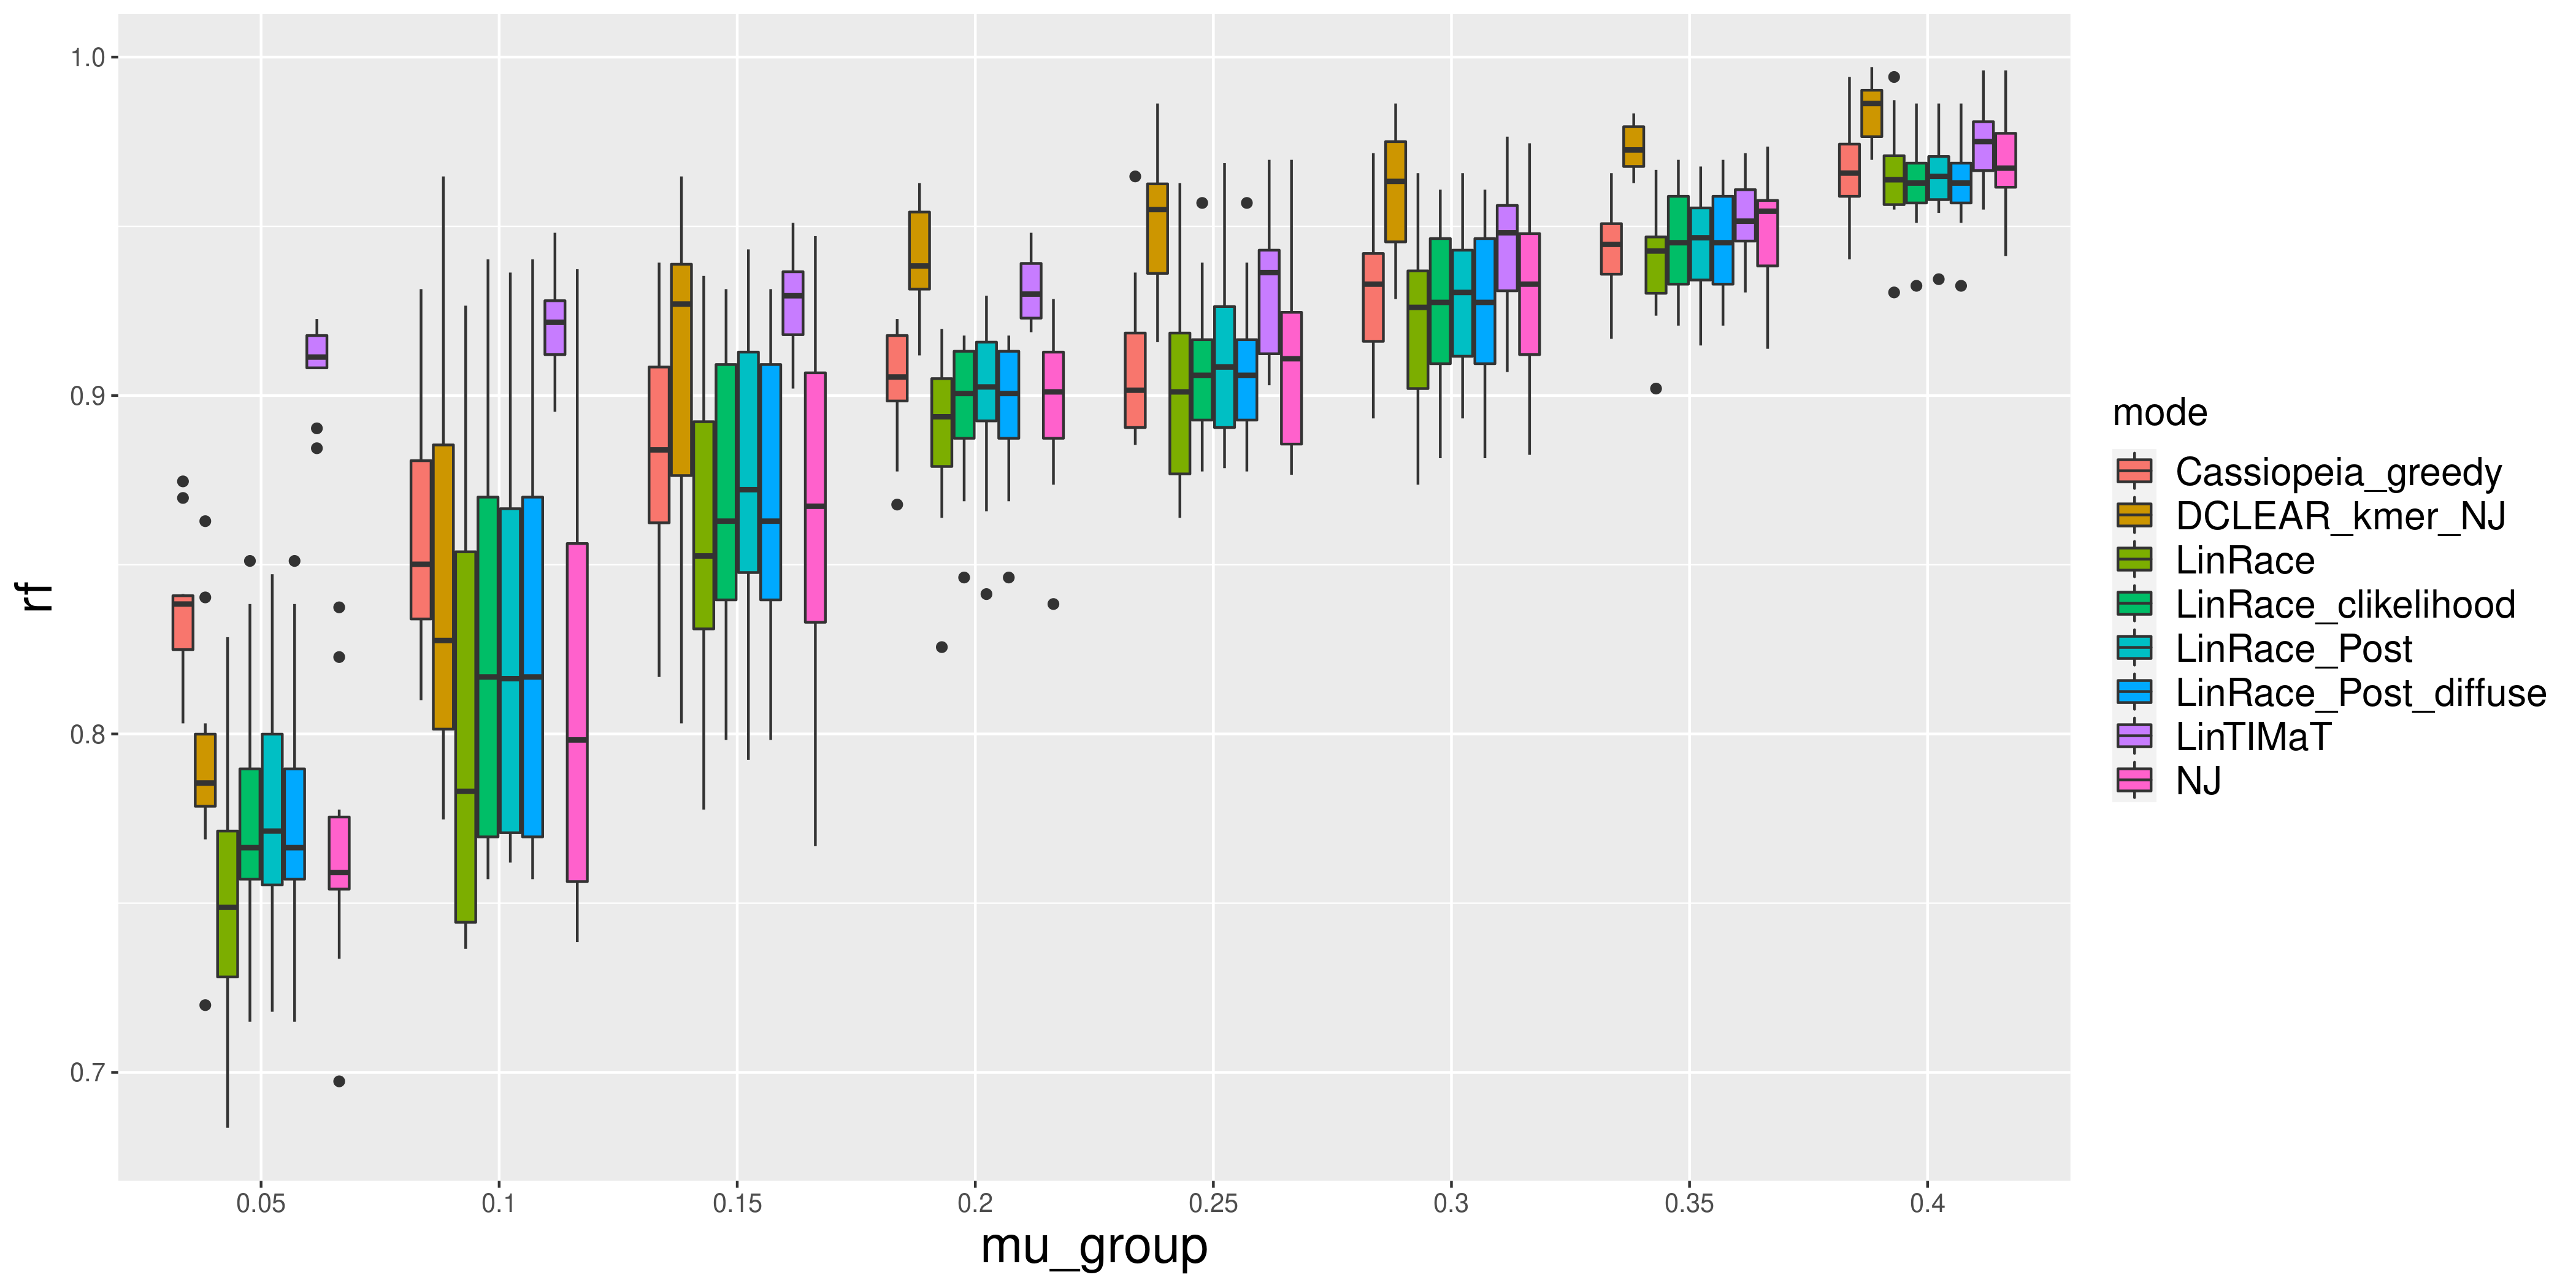 rf
1.0
0.9
0.8
0.7
0.05
0.1
0.15
0.2
0.25
0.3
0.35
0.4
mu_group
mode
Cassiopeia_greedy
DCLEAR_kmer_NJ
LinRace
LinRace_clikelihood
LinRace_Post
LinRace_Post_diffuse
LinTIMaT
NJ